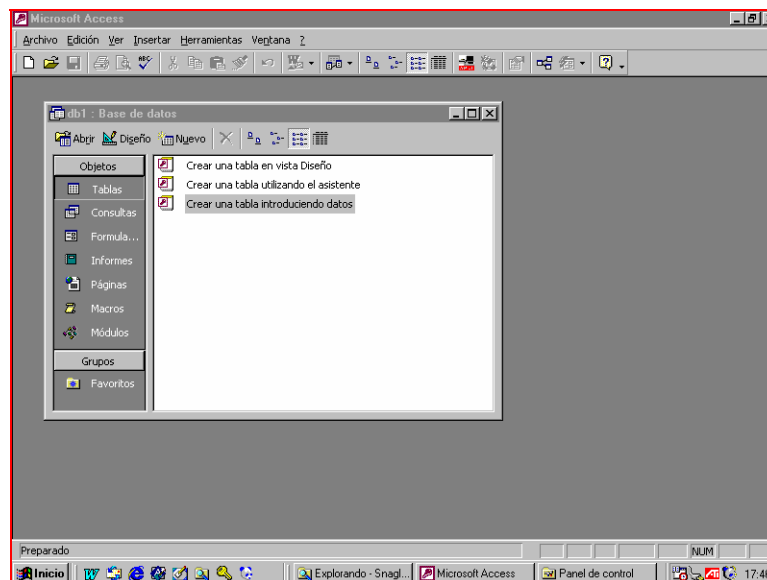 Microsoft Access
Archivo Edición Ver Insertar Herramientas Ventana ?
db1 : Base de datos
Abrir Diseño Nuevo
Objetos
Tablas
Consultas
Formula...
Informes
Páginas
Macros
Módulos
Grupos
Favoritos
Crear una tabla en vista Diseño
Crear una tabla utilizando el asistente
Crear una tabla introduciendo datos
Preparado
NUM
Inicio
Explorando - Snagl...
Microsoft Access
Panel de control